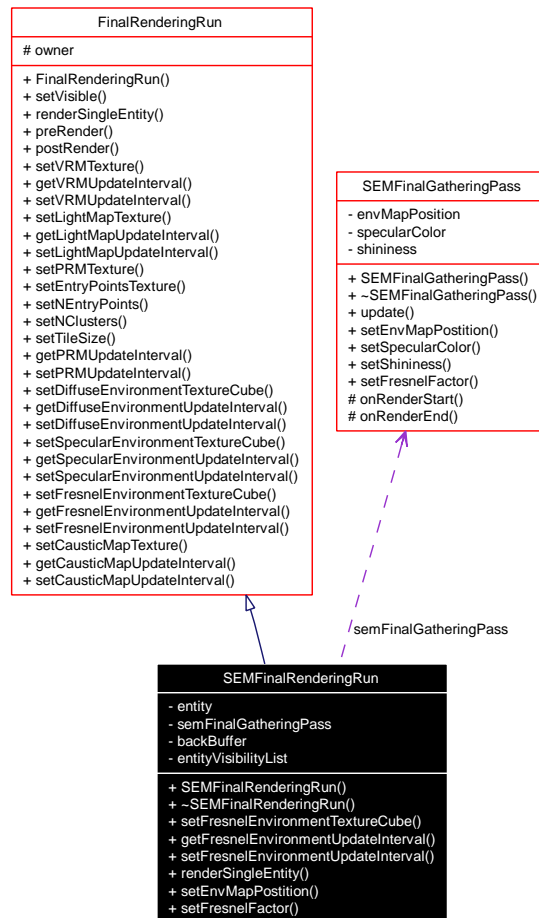 FinalRenderingRun
# owner
+ FinalRenderingRun()
+ setVisible()
+ renderSingleEntity()
+ preRender()
+ postRender()
+ setVRMTexture()
+ getVRMUpdateInterval()
+ setVRMUpdateInterval()
+ setLightMapTexture()
+ getLightMapUpdateInterval()
+ setLightMapUpdateInterval()
+ setPRMTexture()
+ setEntryPointsTexture()
+ setNEntryPoints()
+ setNClusters()
+ setTileSize()
+ getPRMUpdateInterval()
+ setPRMUpdateInterval()
+ setDiffuseEnvironmentTextureCube()
+ getDiffuseEnvironmentUpdateInterval()
+ setDiffuseEnvironmentUpdateInterval()
+ setSpecularEnvironmentTextureCube()
+ getSpecularEnvironmentUpdateInterval()
+ setSpecularEnvironmentUpdateInterval()
+ setFresnelEnvironmentTextureCube()
+ getFresnelEnvironmentUpdateInterval()
+ setFresnelEnvironmentUpdateInterval()
+ setCausticMapTexture()
+ getCausticMapUpdateInterval()
+ setCausticMapUpdateInterval()
SEMFinalGatheringPass
- envMapPosition
- specularColor
- shininess
+ SEMFinalGatheringPass()
+ ~SEMFinalGatheringPass()
+ update()
+ setEnvMapPostition()
+ setSpecularColor()
+ setShininess()
+ setFresnelFactor()
# onRenderStart()
# onRenderEnd()
semFinalGatheringPass
SEMFinalRenderingRun
- entity
- semFinalGatheringPass
- backBuffer
- entityVisibilityList
+ SEMFinalRenderingRun()
+ ~SEMFinalRenderingRun()
+ setFresnelEnvironmentTextureCube()
+ getFresnelEnvironmentUpdateInterval()
+ setFresnelEnvironmentUpdateInterval()
+ renderSingleEntity()
+ setEnvMapPostition()
+ setFresnelFactor()